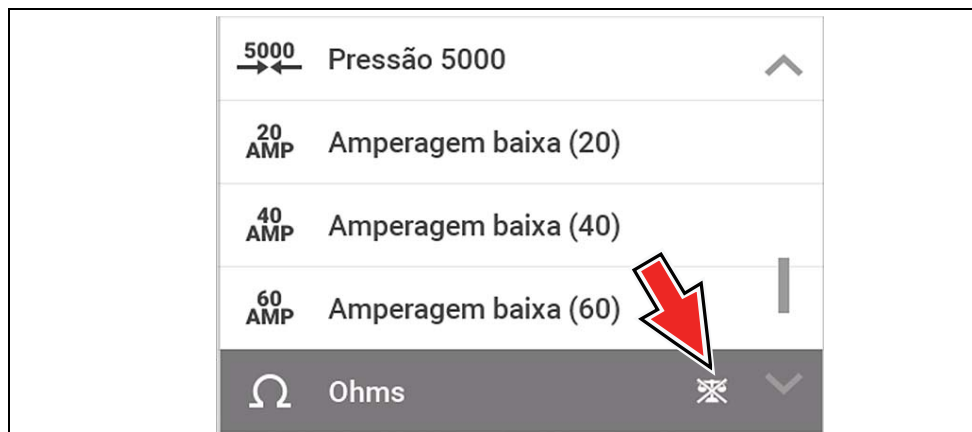 5000 Pressão 5000
20 AMP Amperagem baixa (20)
40 AMP Amperagem baixa (40)
60 AMP Amperagem baixa (60)
Ω Ohms